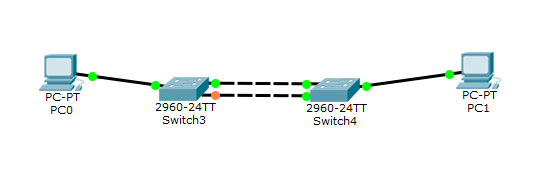 PC-PT
PC0
2960-24TT
Switch3
2960-24TT
Switch4
PC-PT
PC1